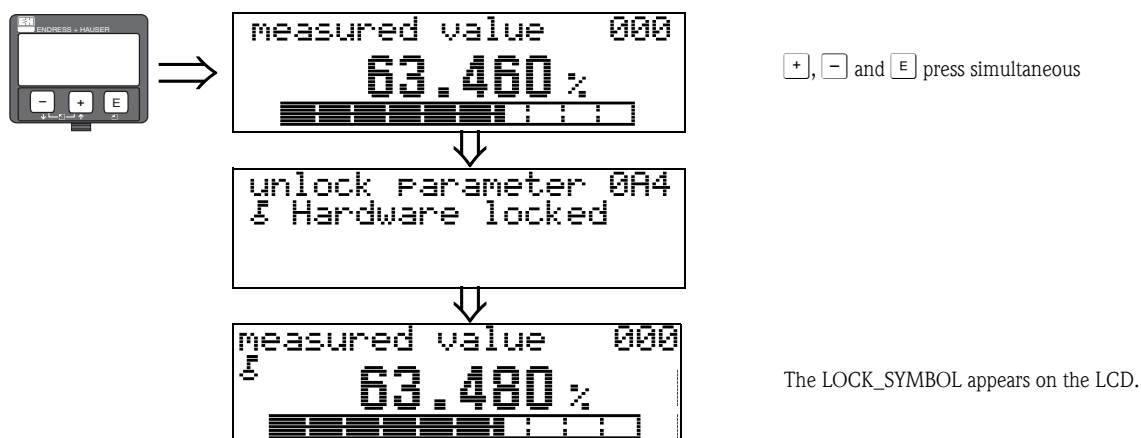 E+H
ENDRESS + HAUSER
- + E
measured value 000
63.460 %
+, - and E press simultaneous
unlock parameter 0A4
Hardware locked
measured value 000
63.480 %
The LOCK_SYMBOL appears on the LCD.